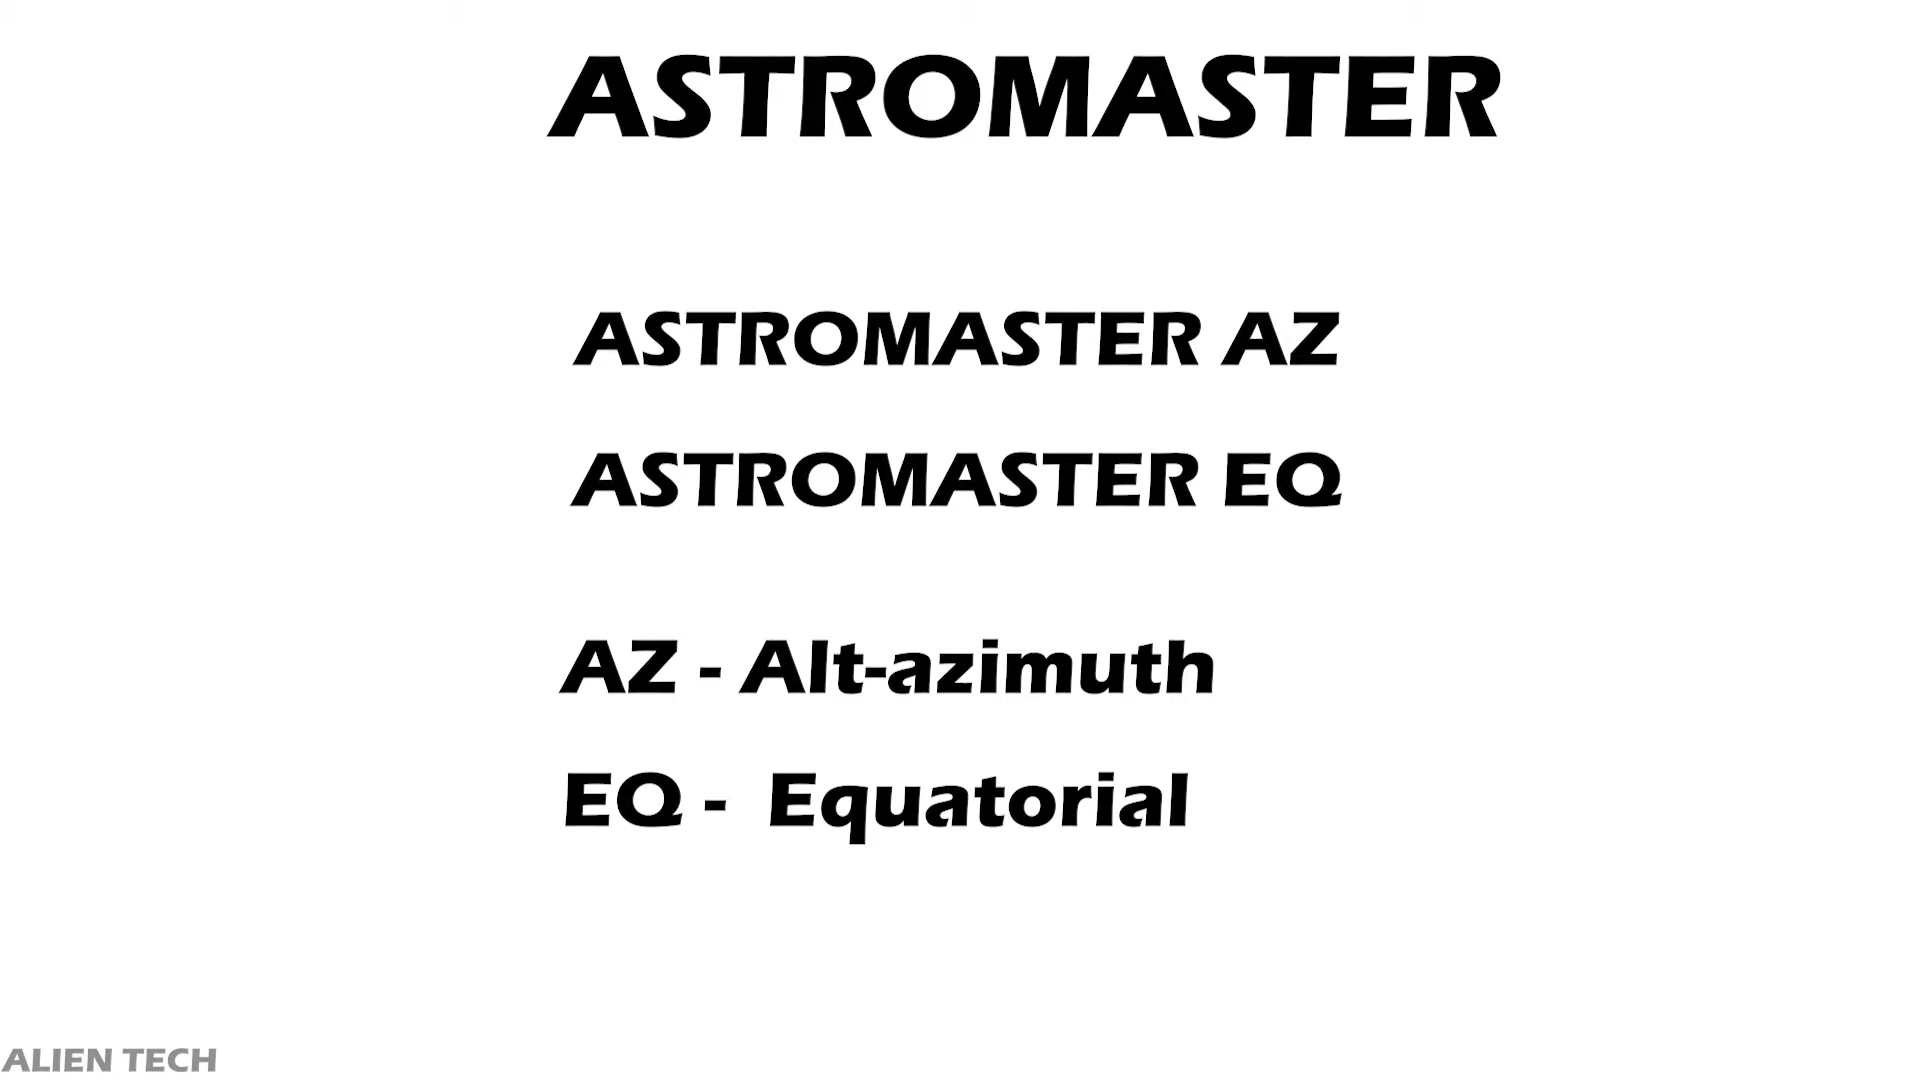 ASTROMASTER
ASTROMASTER AZ
ASTROMASTER EQ
AZ - Alt-azimuth
EQ - Equatorial
ALIEN TECH